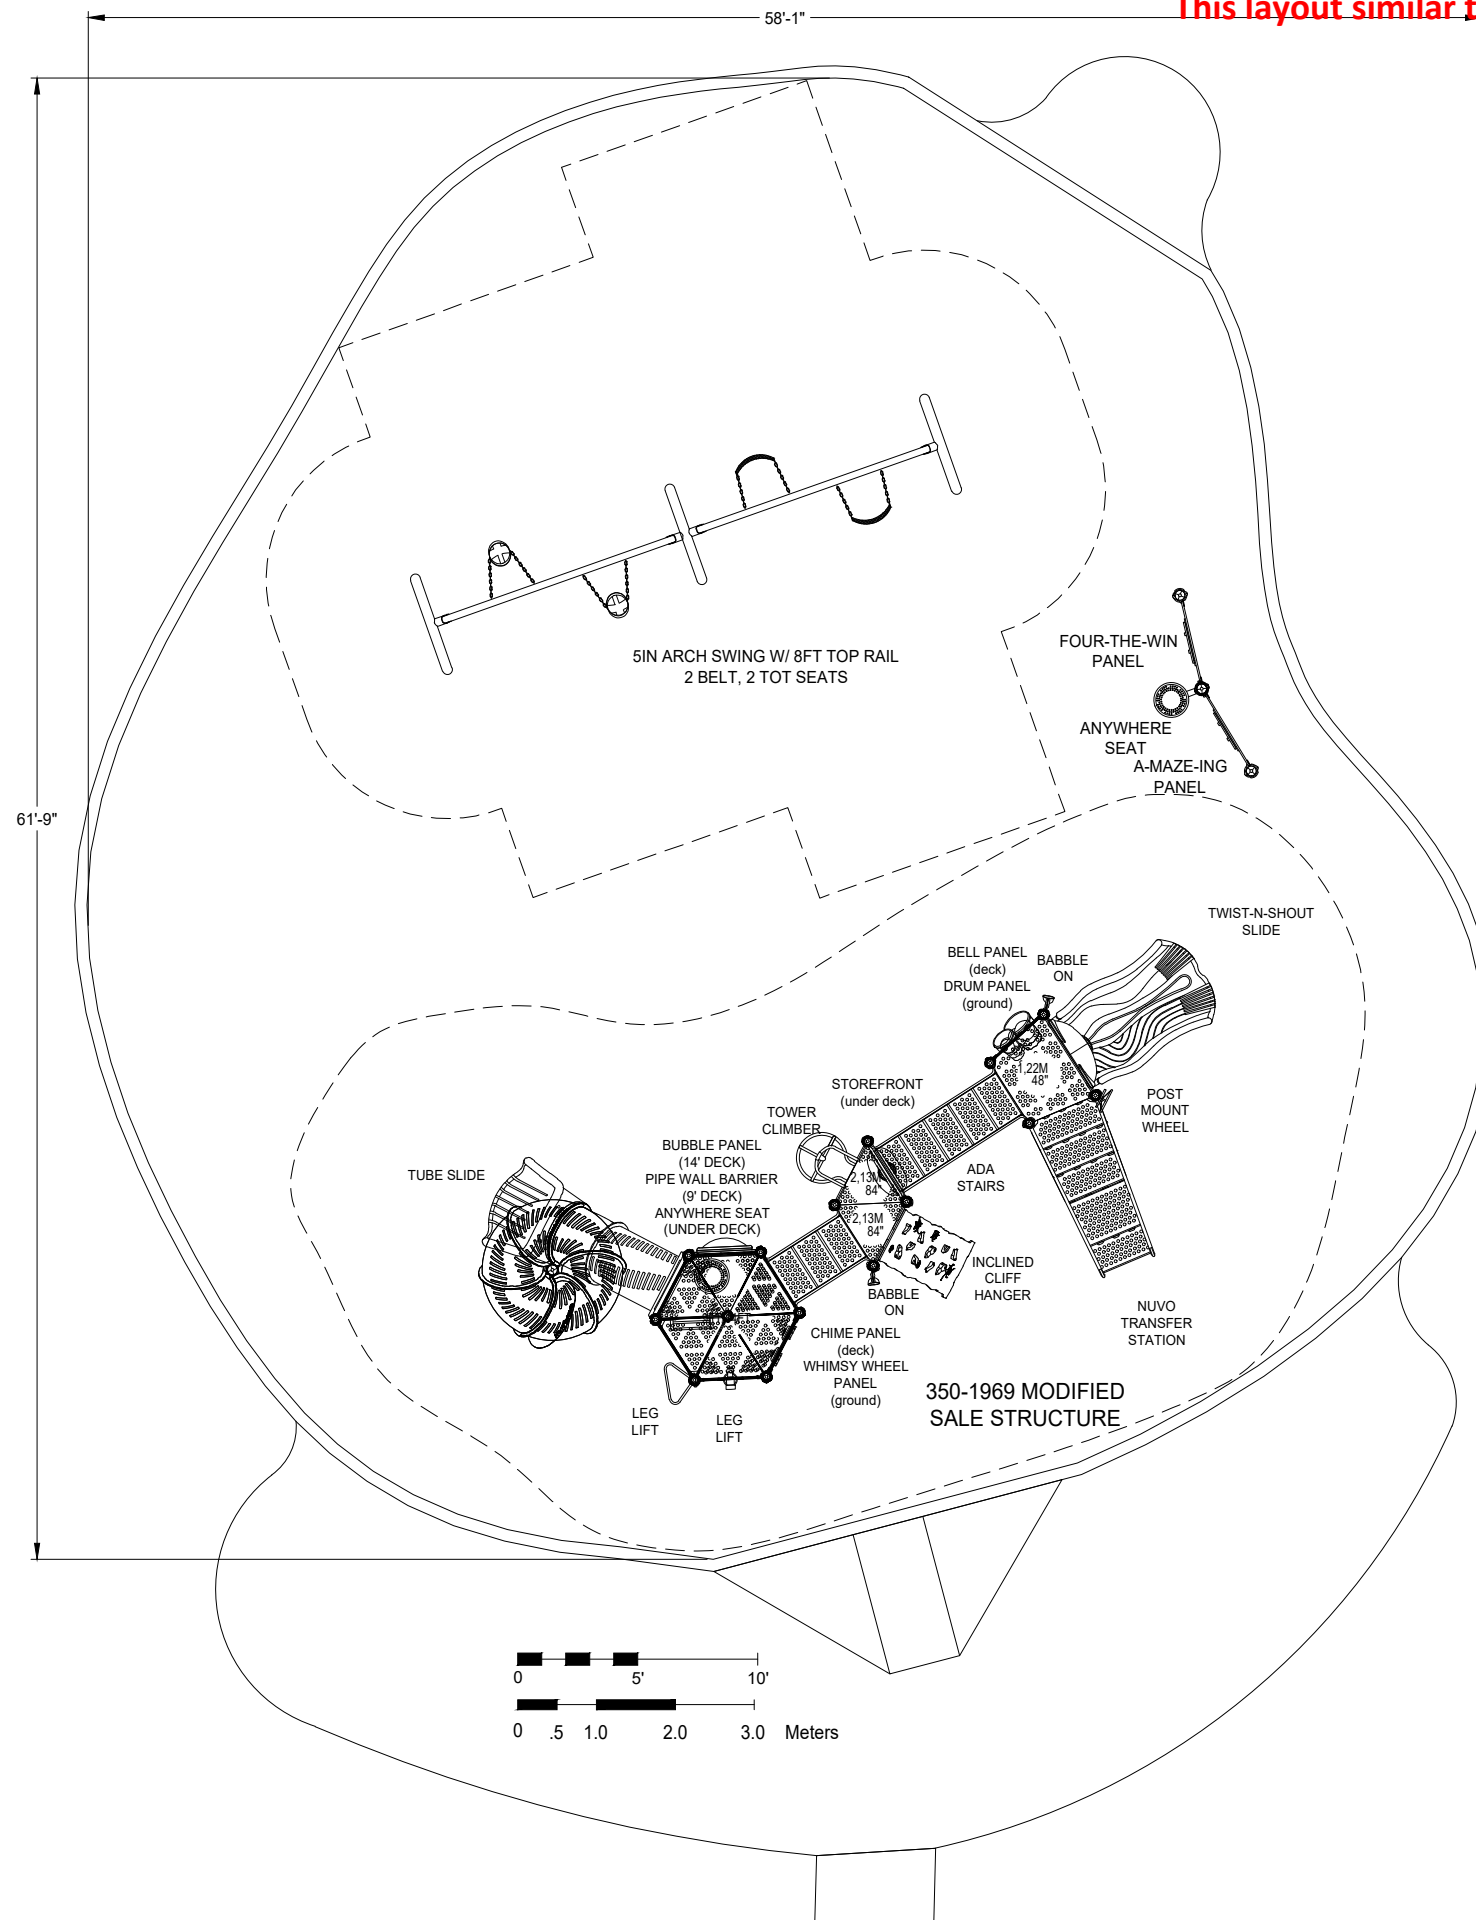 This layout similar t
58'-1"
61'-9"
5IN ARCH SWING W/ 8FT TOP RAIL
2 BELT, 2 TOT SEATS
FOUR-THE-WIN
PANEL
ANYWHERE
SEAT
A-MAZE-ING
PANEL
TWIST-N-SHOUT
SLIDE
BELL PANEL
(deck)
DRUM PANEL
(ground)
BABBLE
ON
1,22M
48"
STOREFRONT
(under deck)
POST
MOUNT
WHEEL
TOWER
CLIMBER
BUBBLE PANEL
(14' DECK)
PIPE WALL BARRIER
(9' DECK)
ANYWHERE SEAT
(UNDER DECK)
TUBE SLIDE
2,13M
84"
2,13M
84"
ADA
STAIRS
INCLINED
CLIFF
HANGER
BABBLE
ON
NUVO
TRANSFER
STATION
CHIME PANEL
(deck)
WHIMSY WHEEL
PANEL
(ground)
350-1969 MODIFIED
SALE STRUCTURE
LEG
LIFT
LEG
LIFT
0 5' 10'
0 .5 1.0 2.0 3.0 Meters